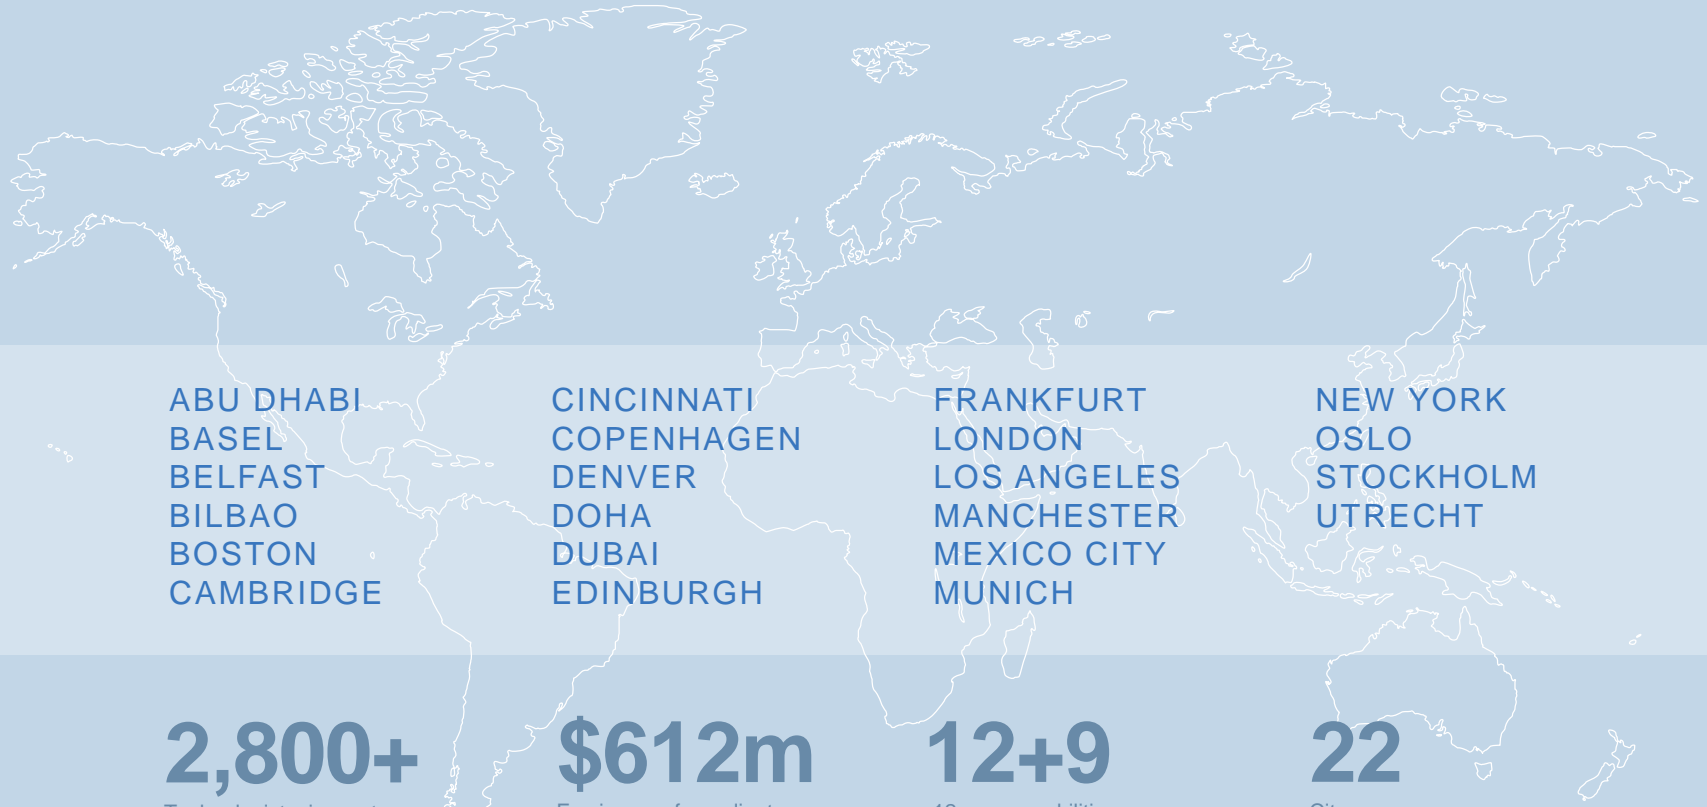 ABU DHABI
BASEL
BELFAST
BILBAO
BOSTON
CAMBRIDGE
CINCINNATI
COPENHAGEN
DENVER
DOHA
DUBAI
EDINBURGH
FRANKFURT
LONDON
LOS ANGELES
MANCHESTER
MEXICO CITY
MUNICH
NEW YORK
OSLO
STOCKHOLM
UTRECHT
2,800+
$612m
12+9
22